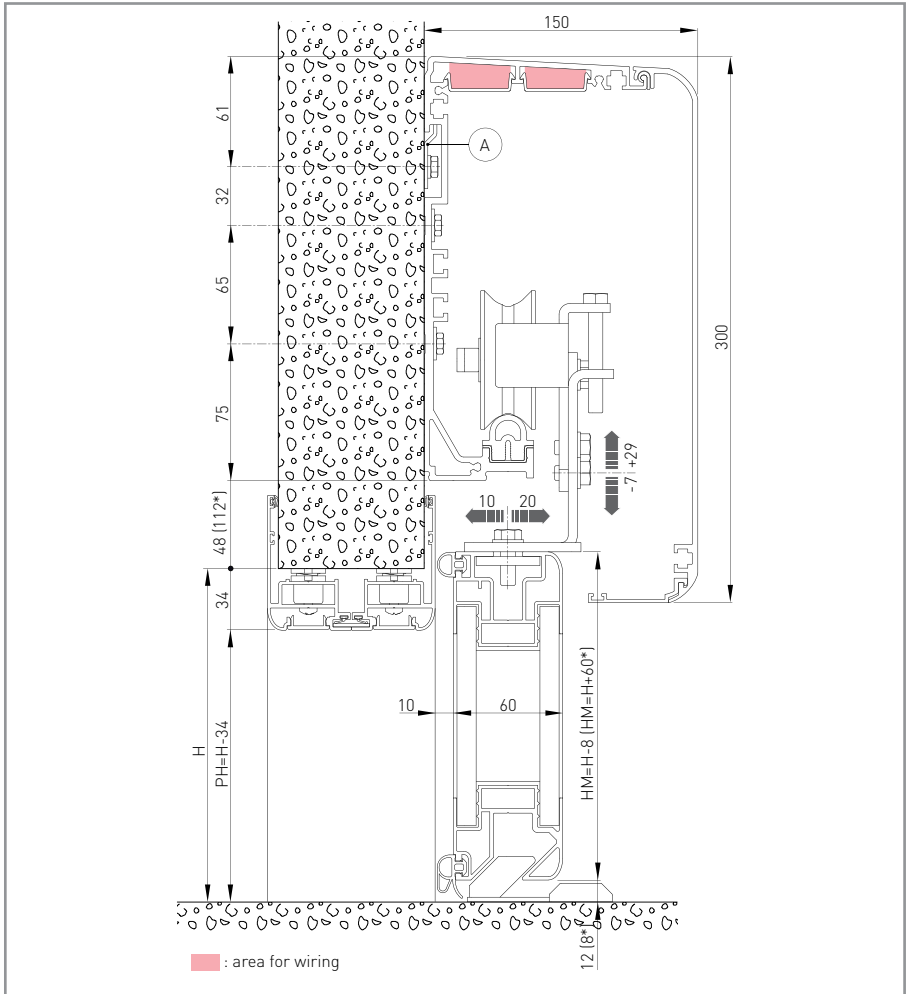 150
61
A
32
65
300
75
-7 +29
10 20
48 (112*)
34
10
60
HM=H-8 (HM=H+60*)
H
PH=H-34
12 (8*)
: area for wiring